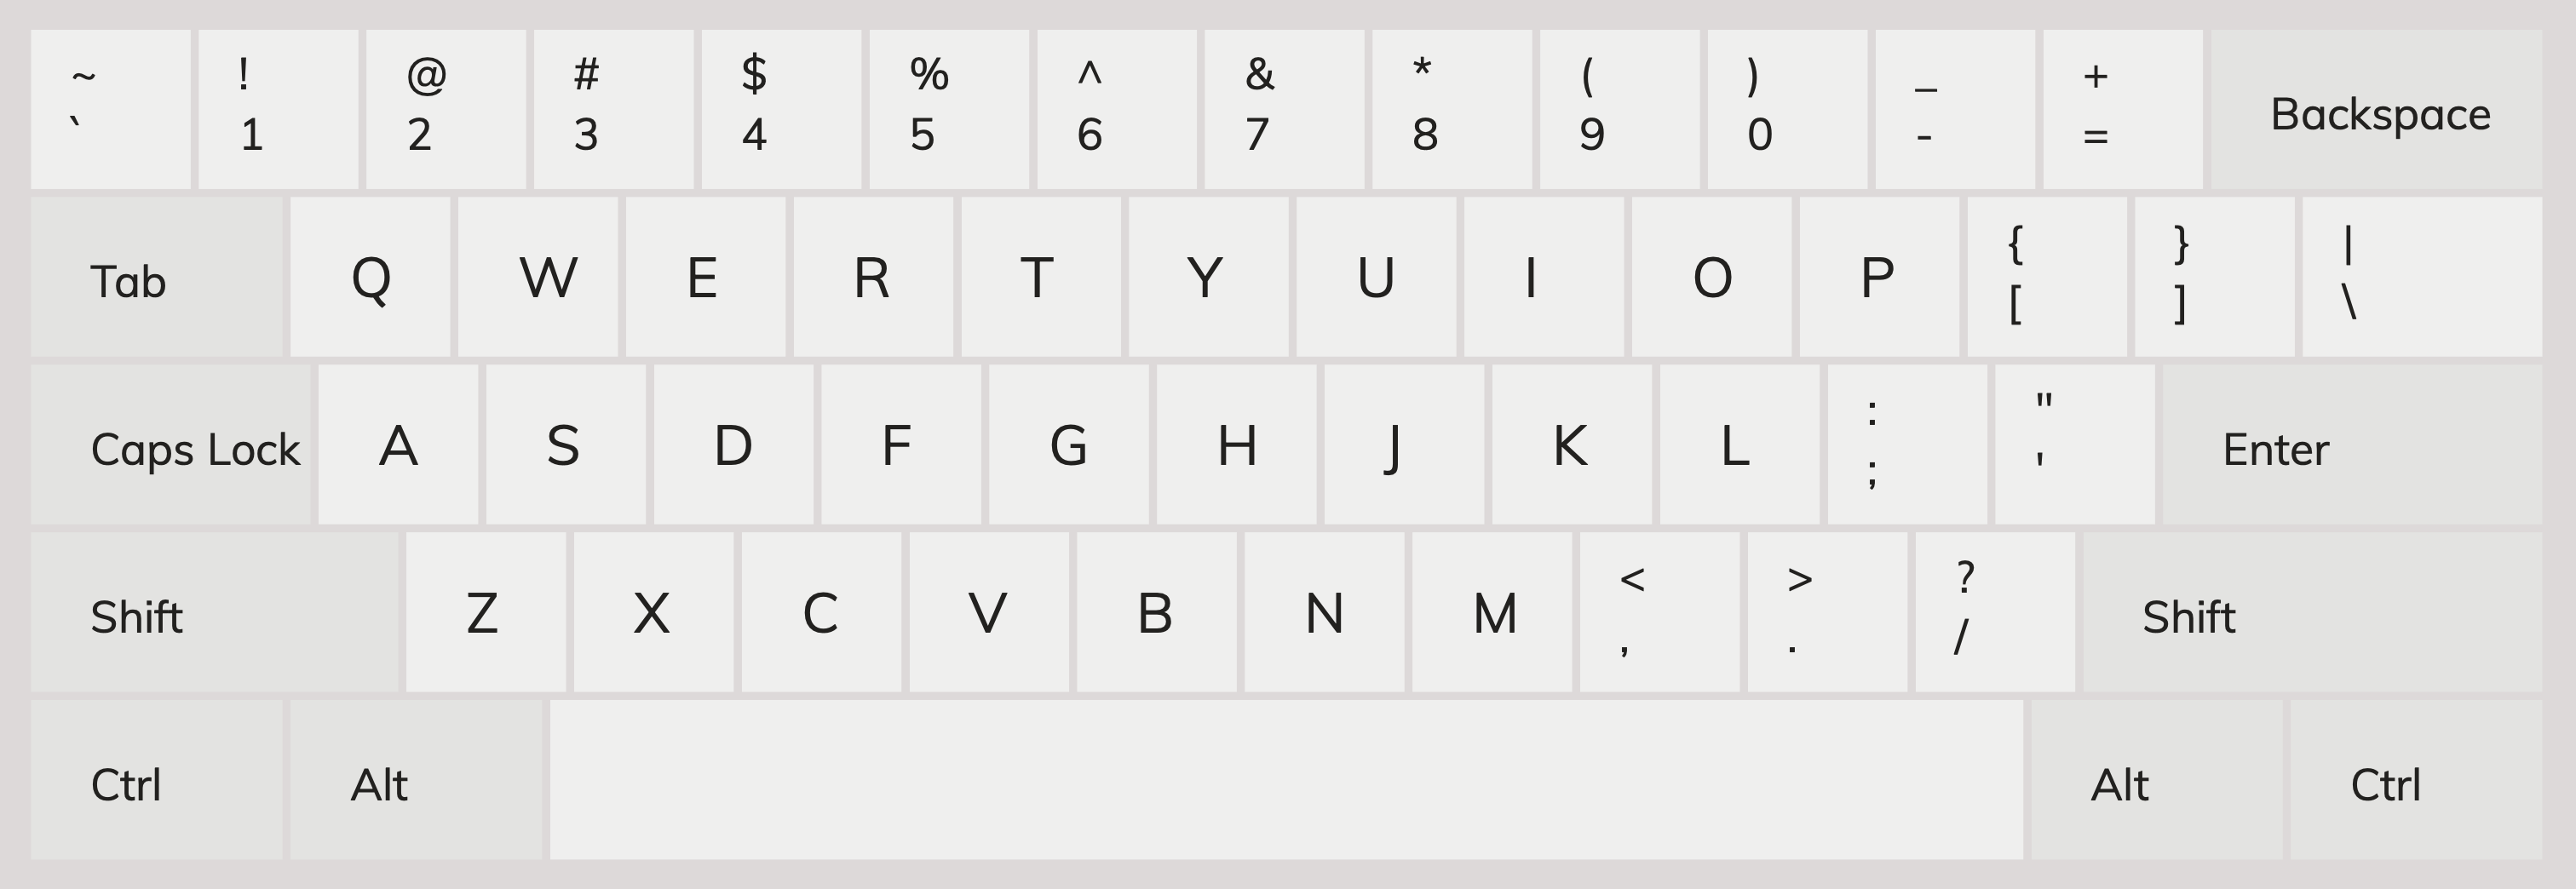 ~ ! @ # $ % ^ & * ( ) _ +
` 1 2 3 4 5 6 7 8 9 0 - = Backspace
Tab Q W E R T Y U I O P { } |
[ ] \
Caps Lock A S D F G H J K L : "
; ' Enter
Shift Z X C V B N M < > ?
, . / Shift
Ctrl Alt Alt Ctrl